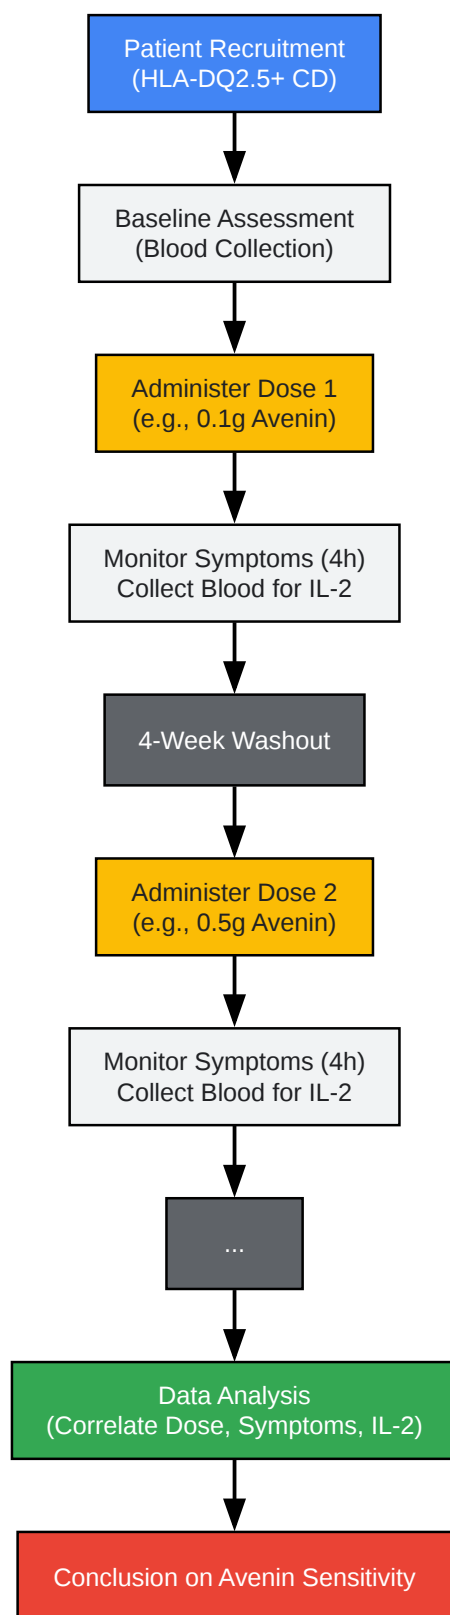 Patient Recruitment
(HLA-DQ2.5+ CD)
Baseline Assessment
(Blood Collection)
Administer Dose 1
(e.g., 0.1g Avenin)
Monitor Symptoms (4h)
Collect Blood for IL-2
4-Week Washout
Administer Dose 2
(e.g., 0.5g Avenin)
Monitor Symptoms (4h)
Collect Blood for IL-2
...
Data Analysis
(Correlate Dose, Symptoms, IL-2)
Conclusion on Avenin Sensitivity